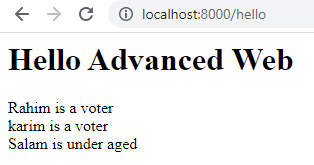 localhost:8000/hello
Hello Advanced Web
Rahim is a voter
karim is a voter
Salam is under aged